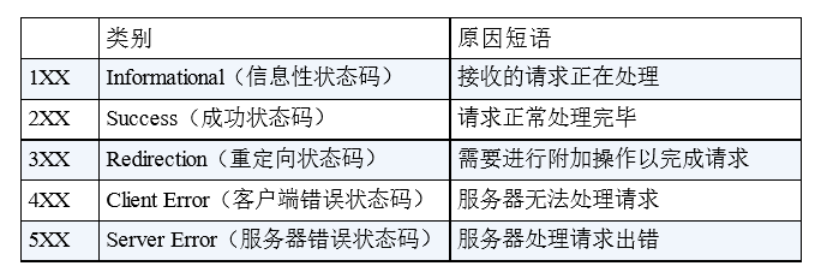 类别 原因短语
1XX Informational（信息性状态码） 接收的请求正在处理
2XX Success（成功状态码） 请求正常处理完毕
3XX Redirection（重定向状态码） 需要进行附加操作以完成请求
4XX Client Error（客户端错误状态码） 服务器无法处理请求
5XX Server Error（服务器错误状态码） 服务器处理请求出错